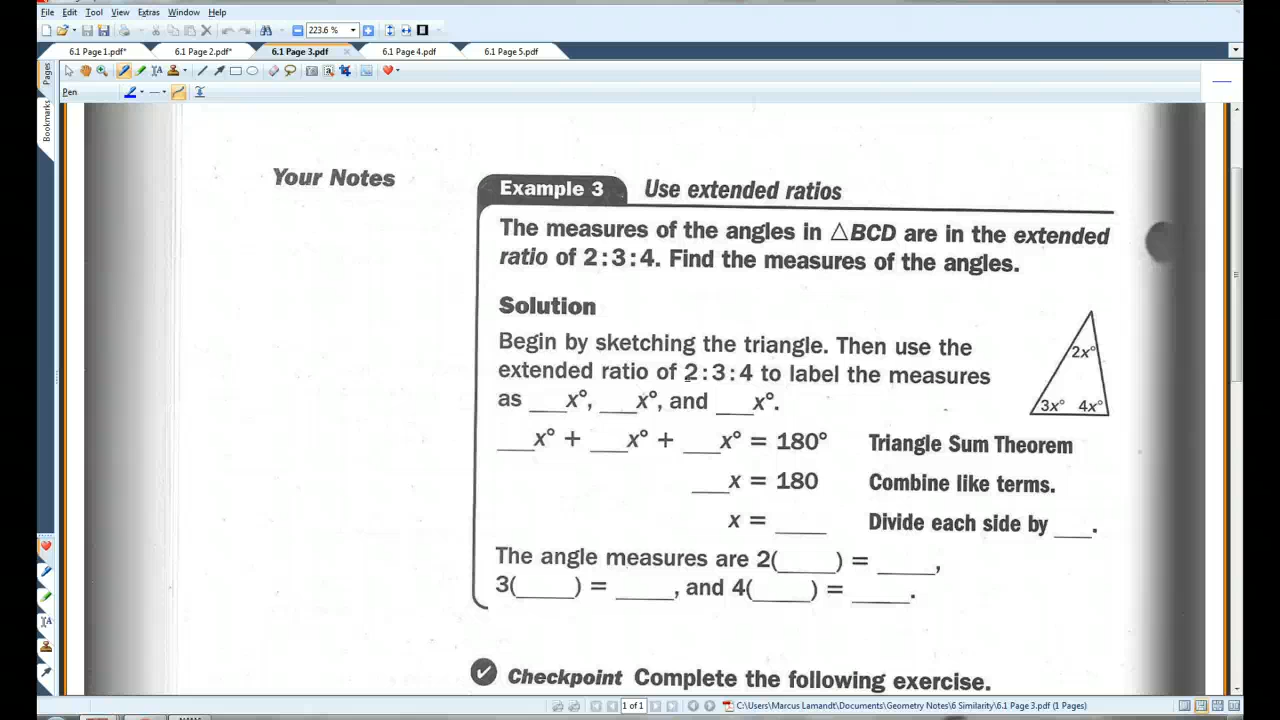 File Edit Tool View Extras Window Help
223.6 %
6.1 Page 1.pdf* 6.1 Page 2.pdf* 6.1 Page 3.pdf 6.1 Page 4.pdf 6.1 Page 5.pdf
Pen
Pages
Bookmarks
Your Notes
Example 3 Use extended ratios
The measures of the angles in △BCD are in the extended
ratio of 2:3:4. Find the measures of the angles.
Solution
Begin by sketching the triangle. Then use the
extended ratio of 2:3:4 to label the measures
as ___x°, ___x°, and ___x°.
2x°
3x° 4x°
___x° + ___x° + ___x° = 180° Triangle Sum Theorem
___x = 180 Combine like terms.
x = ____ Divide each side by ___.
The angle measures are 2(____) = ____,
3(____) = ____, and 4(____) = ____.
Checkpoint Complete the following exercise.
1 of 1
C:\Users\Marcus Lamandt\Documents\Geometry Notes\6 Similarity\6.1 Page 3.pdf (1 Pages)